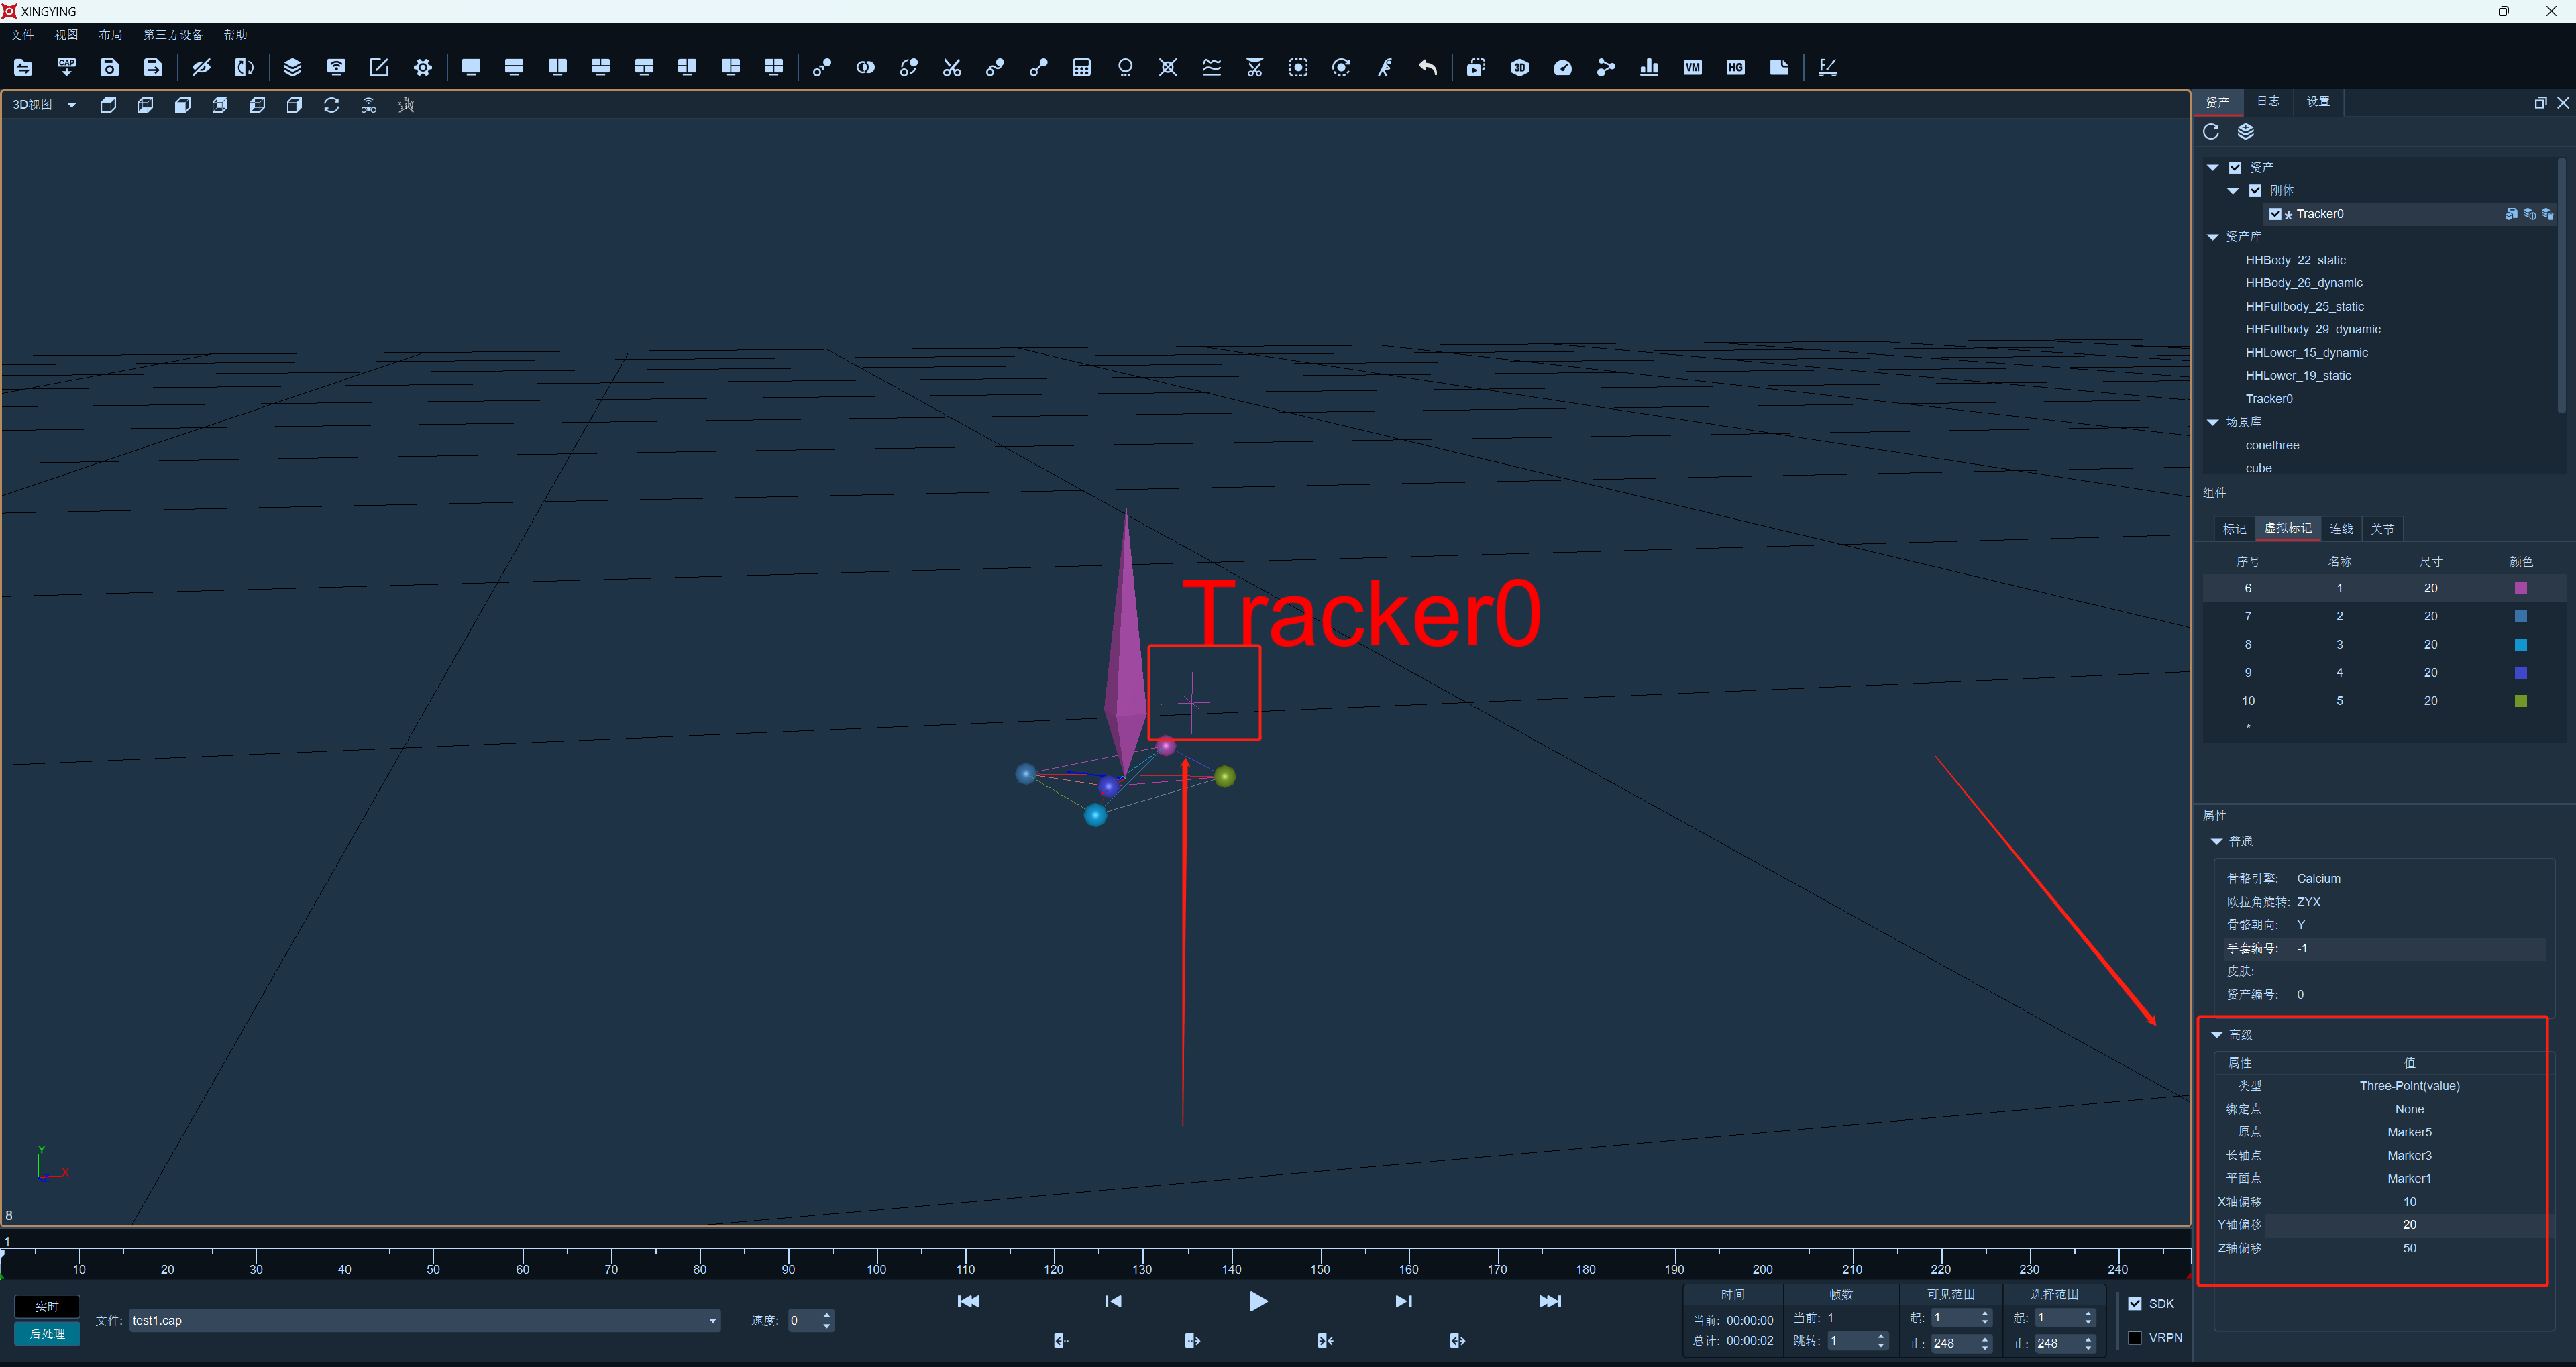 XINGYING
文件 视图 布局 第三方设备 帮助
CAP 3D VM HG
3D视图
资产 日志 设置
资产
刚体
Tracker0
资产库
HHBody_22_static
HHBody_26_dynamic
HHFullbody_25_static
HHFullbody_29_dynamic
HHLower_15_dynamic
HHLower_19_static
Tracker0
场景库
conethree
cube
组件
标记 虚拟标记 连线 关节
序号 名称 尺寸 颜色
6 1 20
7 2 20
8 3 20
9 4 20
10 5 20
*
属性
普通
骨骼引擎: Calcium
欧拉角旋转: ZYX
骨骼朝向: Y
手套编号: -1
皮肤:
资产编号: 0
高级
属性 值
类型 Three-Point(value)
绑定点 None
原点 Marker5
长轴点 Marker3
平面点 Marker1
X轴偏移 10
Y轴偏移 20
Z轴偏移 50
Tracker0
Y
X
8
1
10 20 30 40 50 60 70 80 90 100 110 120 130 140 150 160 170 180 190 200 210 220 230 240
实时
后处理
文件: test1.cap
速度: 0
时间 帧数 可见范围 选择范围
当前: 00:00:00 当前: 1 起: 1 起: 1
总计: 00:00:02 跳转: 1 止: 248 止: 248
SDK
VRPN